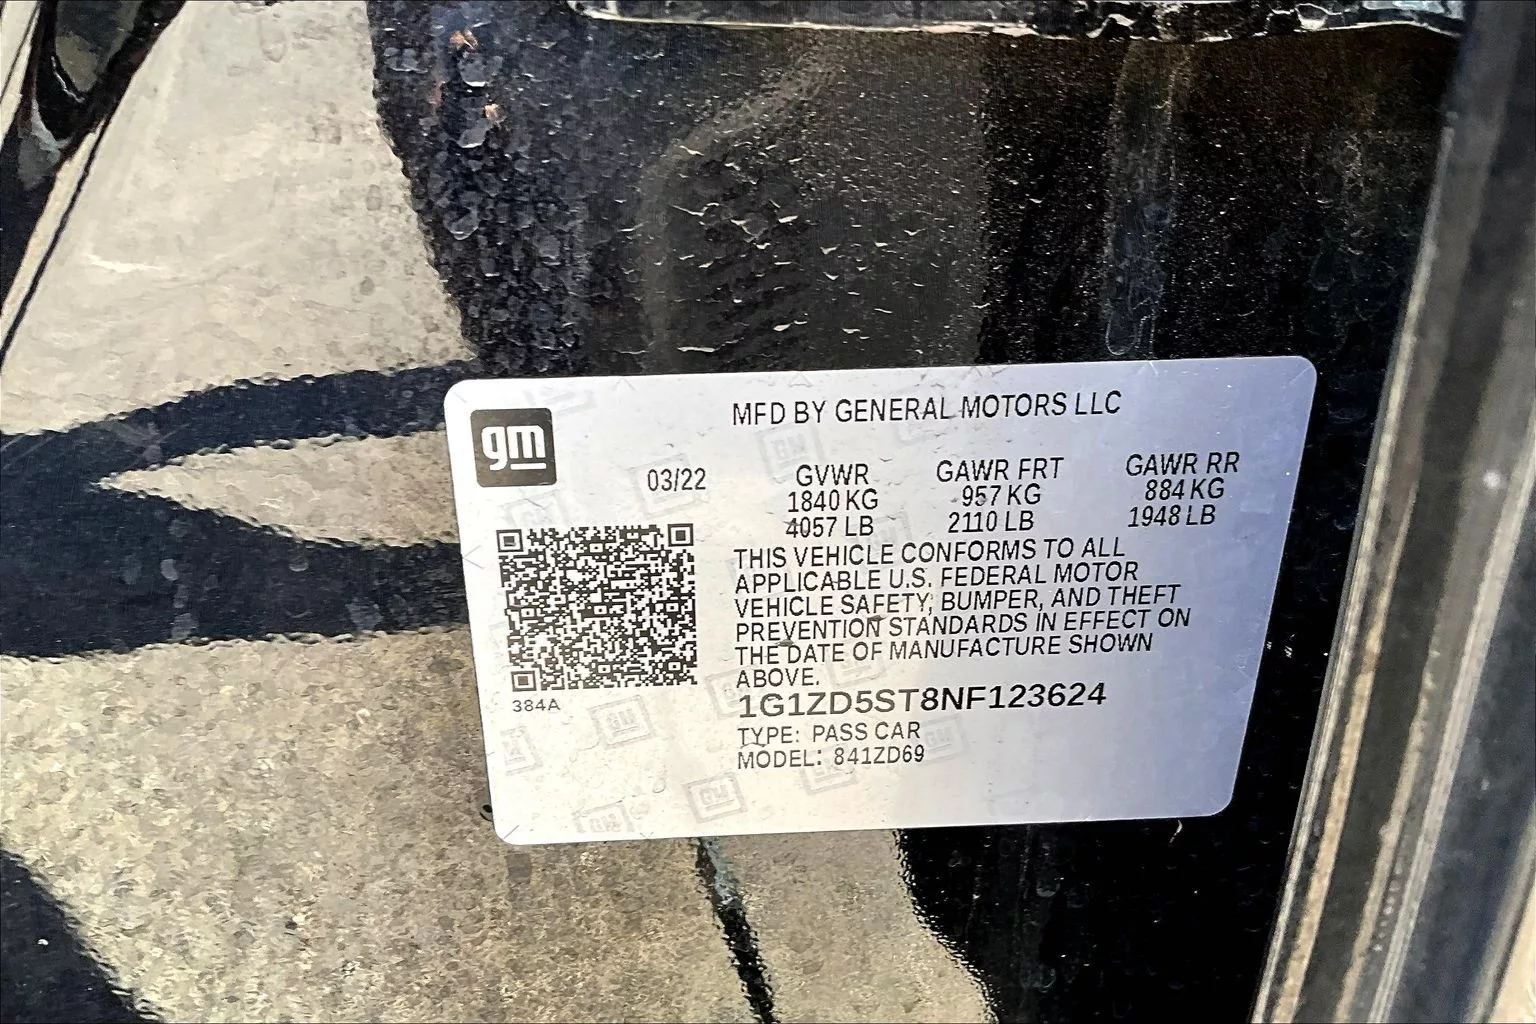 gm
MFD BY GENERAL MOTORS LLC
03/22
GVWR GAWR FRT GAWR RR
1840 KG 957 KG 884 KG
4057 LB 2110 LB 1948 LB
THIS VEHICLE CONFORMS TO ALL
APPLICABLE U.S. FEDERAL MOTOR
VEHICLE SAFETY, BUMPER, AND THEFT
PREVENTION STANDARDS IN EFFECT ON
THE DATE OF MANUFACTURE SHOWN
ABOVE.
384A
1G1ZD5ST8NF123624
TYPE: PASS CAR
MODEL: 841ZD69